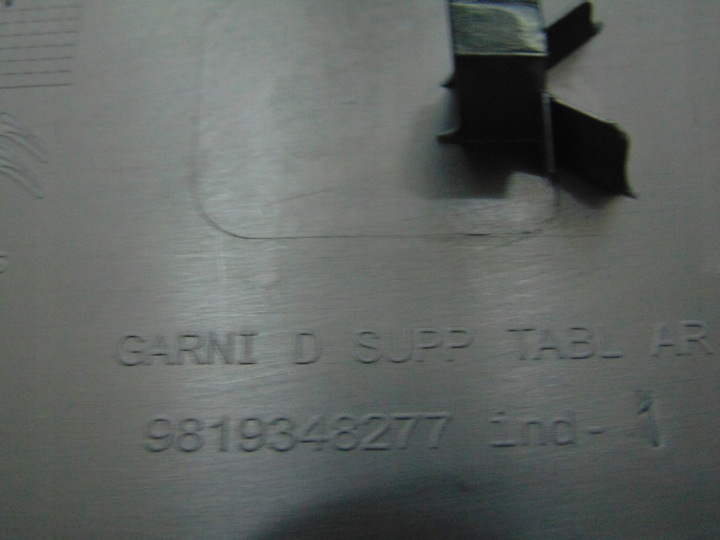 GARNI D SUPP TABL AR
9819348277 ind- 1